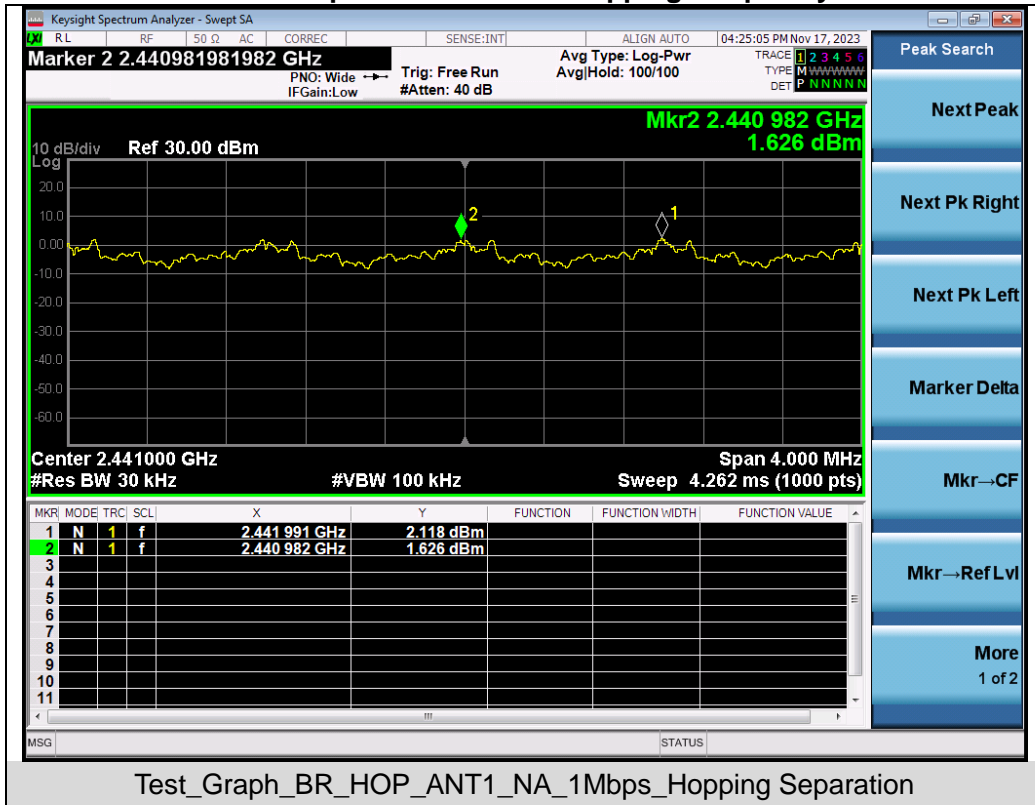 Keysight Spectrum Analyzer - Swept SA
LXI RL RF 50 Ω AC CORREC SENSE:INT ALIGN AUTO 04:25:05 PM Nov 17, 2023
Marker 2 2.440981981982 GHz
PNO: Wide
IFGain:Low
Trig: Free Run
#Atten: 40 dB
Avg Type: Log-Pwr
Avg|Hold: 100/100
TRACE 1 2 3 4 5 6
TYPE M WWWWW
DET P N N N N N
Mkr2 2.440 982 GHz
1.626 dBm
10 dB/div Ref 30.00 dBm
Log
20.0
10.0
0.00
-10.0
-20.0
-30.0
-40.0
-50.0
-60.0
2
1
Center 2.441000 GHz Span 4.000 MHz
#Res BW 30 kHz #VBW 100 kHz Sweep 4.262 ms (1000 pts)
MKR MODE TRC SCL X Y FUNCTION FUNCTION WIDTH FUNCTION VALUE
1 N 1 f 2.441 991 GHz 2.118 dBm
2 N 1 f 2.440 982 GHz 1.626 dBm
3
4
5
6
7
8
9
10
11
MSG STATUS
Peak Search
Next Peak
Next Pk Right
Next Pk Left
Marker Delta
Mkr→CF
Mkr→Ref Lvl
More
1 of 2
Test_Graph_BR_HOP_ANT1_NA_1Mbps_Hopping Separation